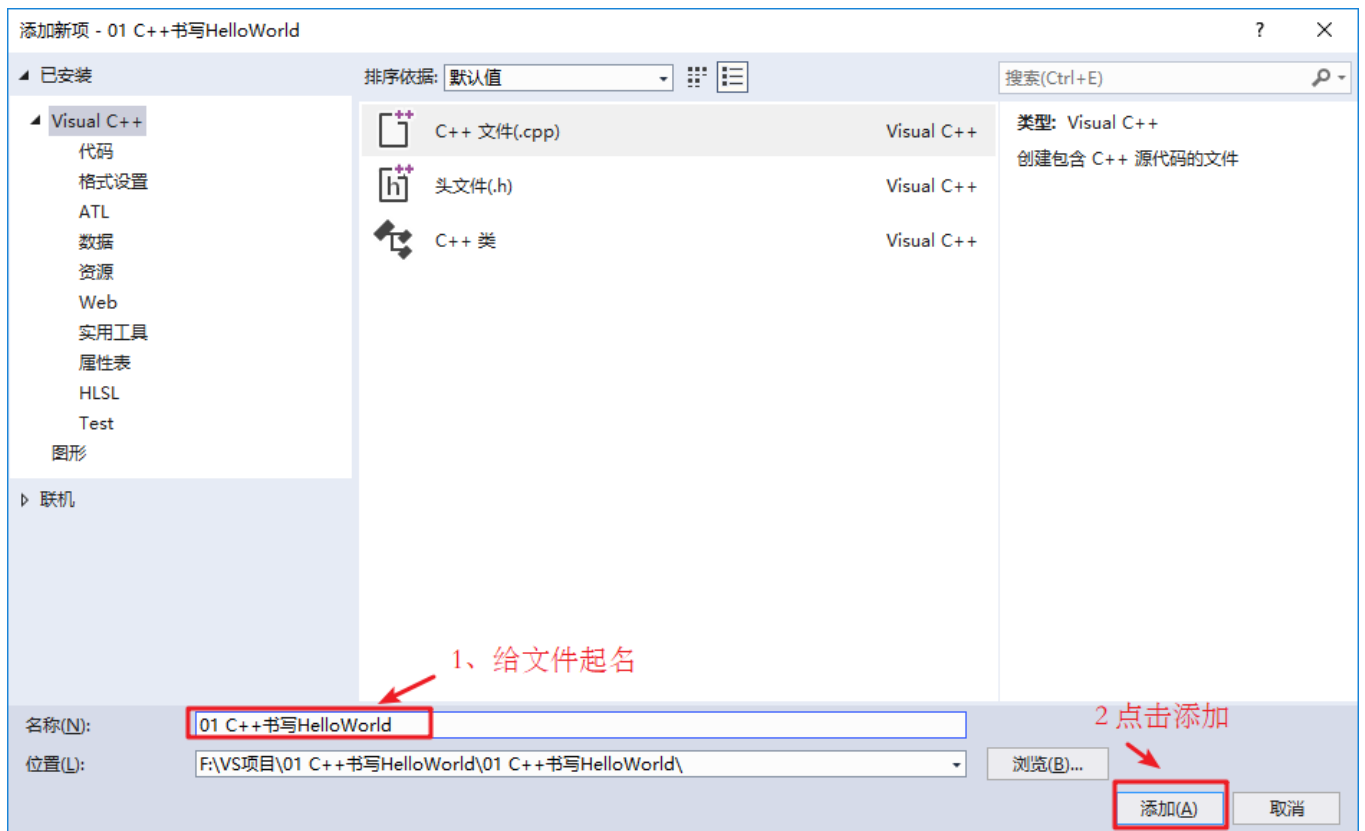 添加新项 - 01 C++书写HelloWorld
?
已安装
排序依据: 默认值
搜索(Ctrl+E)
Visual C++
代码
格式设置
ATL
数据
资源
Web
实用工具
属性表
HLSL
Test
图形
联机
C++ 文件(.cpp) Visual C++
头文件(.h) Visual C++
C++ 类 Visual C++
类型: Visual C++
创建包含 C++ 源代码的文件
1、给文件起名
名称(N): 01 C++书写HelloWorld
2 点击添加
位置(L): F:\VS项目\01 C++书写HelloWorld\01 C++书写HelloWorld\
浏览(B)...
添加(A) 取消